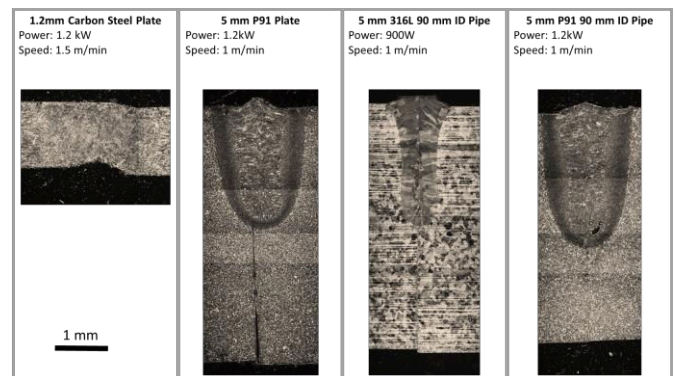 1.2mm Carbon Steel Plate
Power: 1.2 kW
Speed: 1.5 m/min
5 mm P91 Plate
Power: 1.2kW
Speed: 1 m/min
5 mm 316L 90 mm ID Pipe
Power: 900W
Speed: 1 m/min
5 mm P91 90 mm ID Pipe
Power: 1.2kW
Speed: 1 m/min
1 mm